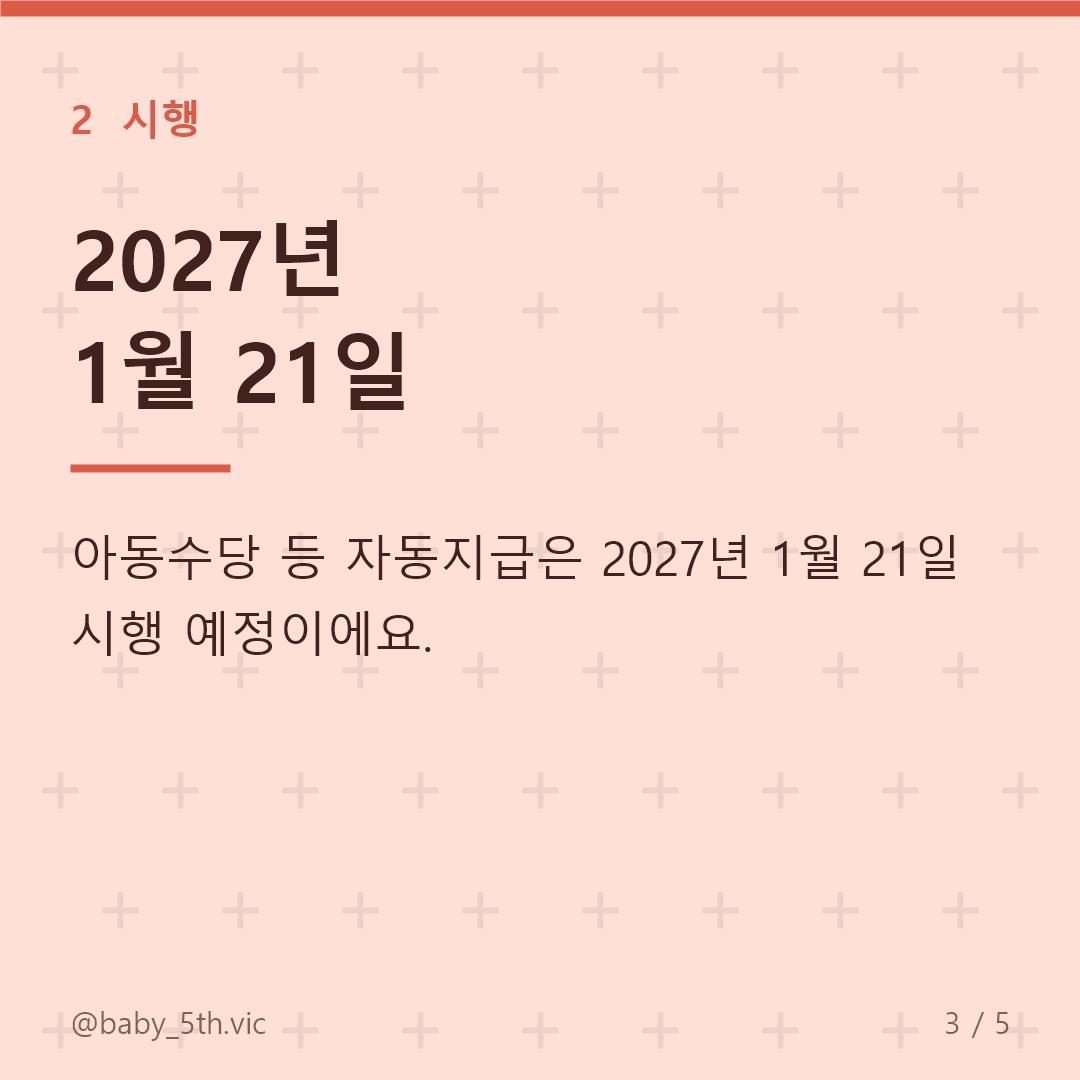 2 시행
2027년
1월 21일
아동수당 등 자동지급은 2027년 1월 21일
시행 예정이에요.
@baby_5th.vic
3 / 5